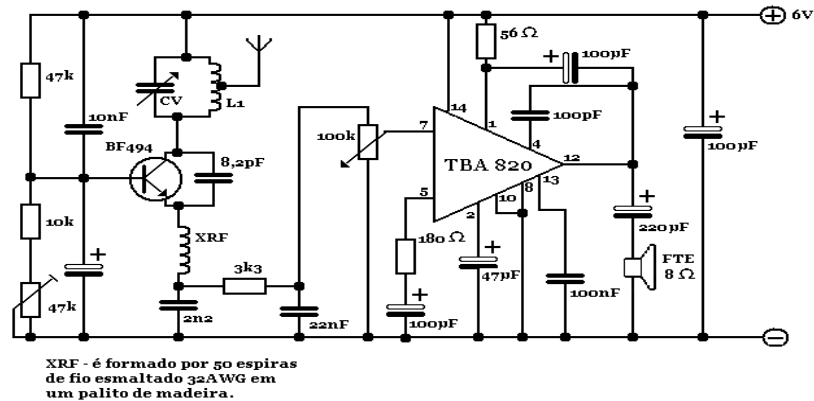 6V
56 Ω
100µF
47k
CV
L1
10nF
100pF
100k
14
1
7
4
BF494
8,2pF
TBA 820
12
100µF
13
8
10
5
2
10k
XRF
180 Ω
220µF
3k3
47µF
FTE
8 Ω
47k
2n2
22nF
100µF
100nF
XRF - é formado por 50 espiras
de fio esmaltado 32AWG em
um palito de madeira.